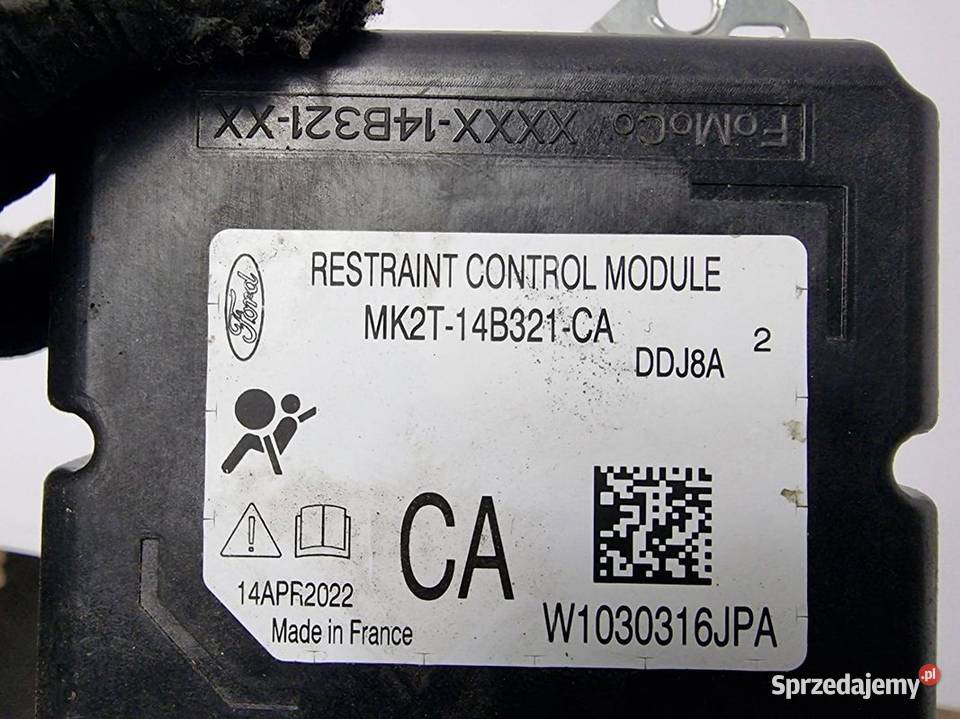 FoMoCo XXXX-14B321-XX
Ford
RESTRAINT CONTROL MODULE
MK2T-14B321-CA
DDJ8A 2
CA
14APR2022
Made in France
W1030316JPA
Sprzedajemy.pl